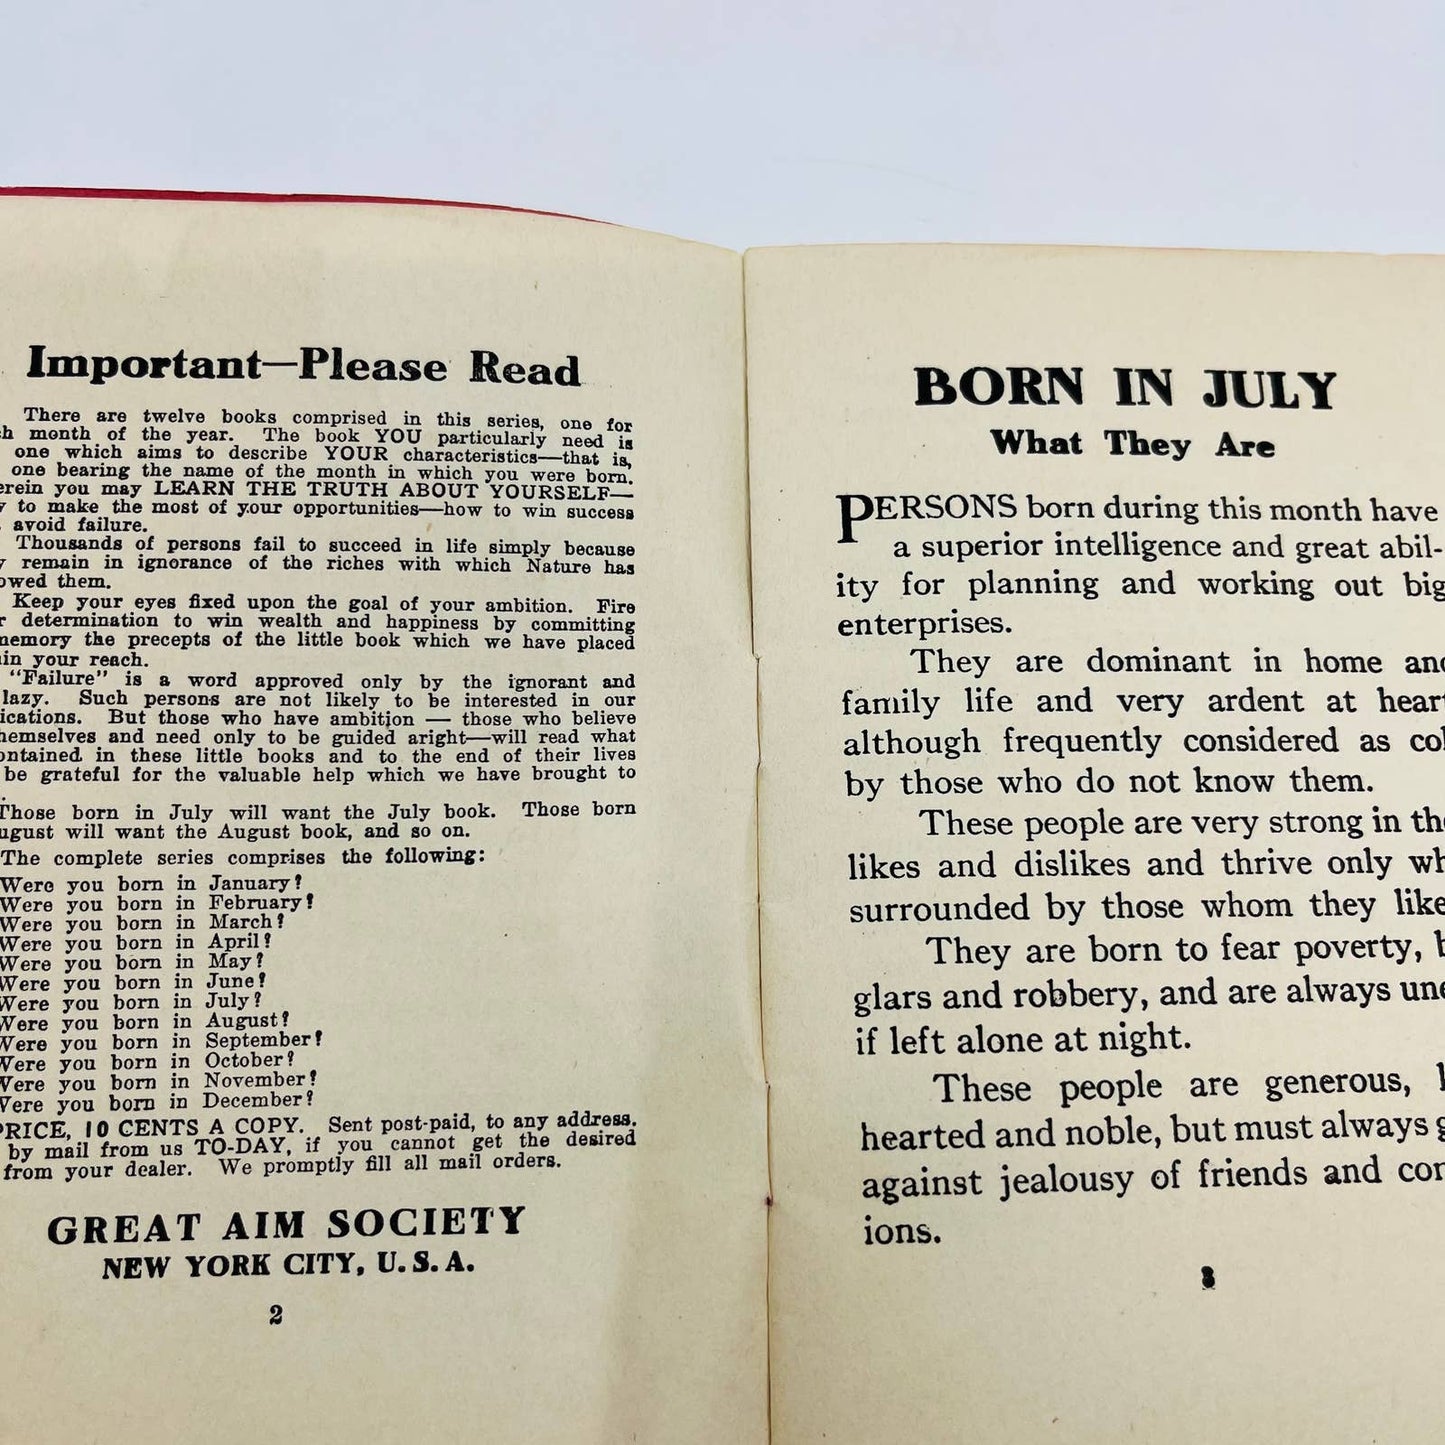 Important—Please Read
There are twelve books comprised in this series, one for
month of the year. The book YOU particularly need is
one which aims to describe YOUR characteristics—that is,
one bearing the name of the month in which you were born.
you may LEARN THE TRUTH ABOUT YOURSELF—
to make the most of your opportunities—how to win success
avoid failure.
Thousands of persons fail to succeed in life simply because
remain in ignorance of the riches with which Nature has
them.
Keep your eyes fixed upon the goal of your ambition. Fire
determination to win wealth and happiness by committing
the precepts of the little book which we have placed
your reach.
"Failure" is a word approved only by the ignorant and
lazy. Such persons are not likely to be interested in our
But those who have ambition — those who believe
and need only to be guided aright—will read what
in these little books and to the end of their lives
be grateful for the valuable help which we have brought to
Those born in July will want the July book. Those born
will want the August book, and so on.
The complete series comprises the following:
Were you born in January?
Were you born in February?
Were you born in March?
Were you born in April?
Were you born in May?
Were you born in June?
Were you born in July?
Were you born in August?
Were you born in September?
Were you born in October?
Were you born in November?
Were you born in December?
PRICE, 10 CENTS A COPY. Sent post-paid, to any address.
by mail from us TO-DAY, if you cannot get the desired
from your dealer. We promptly fill all mail orders.
GREAT AIM SOCIETY
NEW YORK CITY, U.S.A.
2
BORN IN JULY
What They Are
PERSONS born during this month have
a superior intelligence and great abil-
ity for planning and working out big
enterprises.
They are dominant in home and
family life and very ardent at heart
although frequently considered as
by those who do not know them.
These people are very strong in
likes and dislikes and thrive only
surrounded by those whom they like
They are born to fear poverty,
glars and robbery, and are always
if left alone at night.
These people are generous,
hearted and noble, but must always
against jealousy of friends and
ions.
3